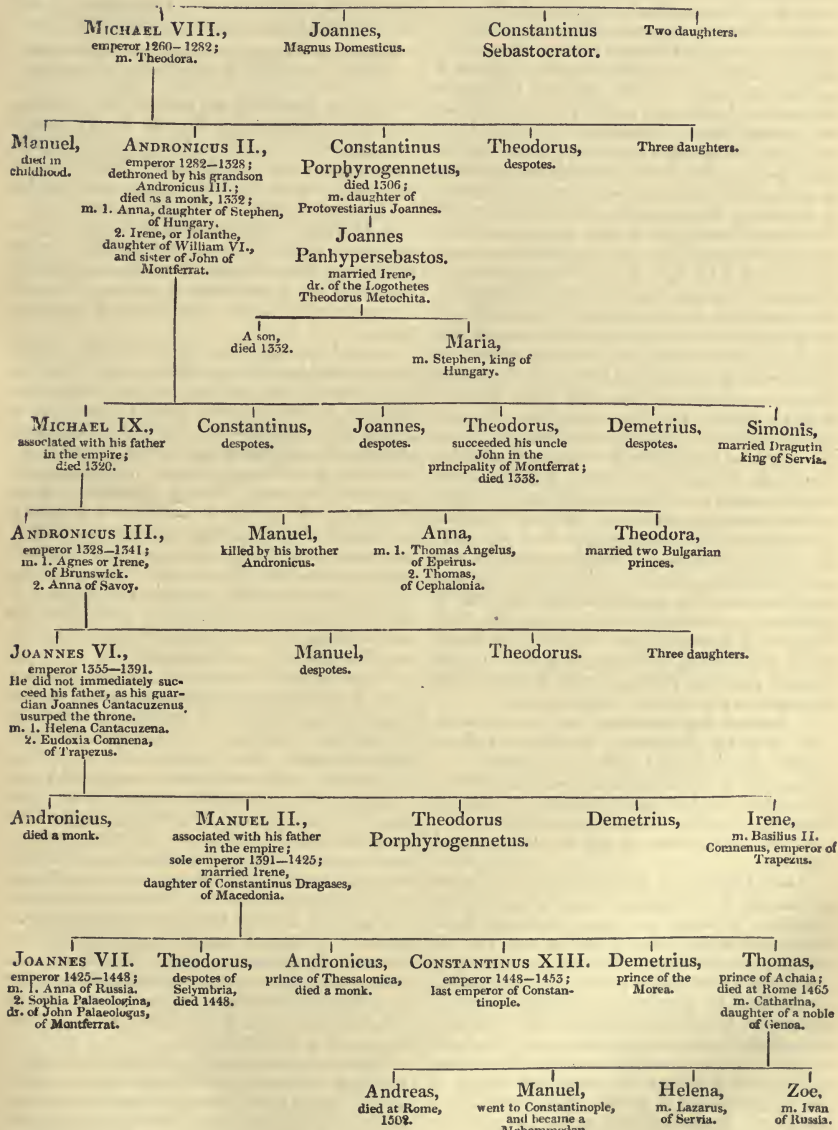 MICHAEL VIII.,
emperor 1260–1282;
m. Theodora.
Joannes,
Magnus Domesticus.
Constantinus
Sebastocrator.
Two daughters.
Manuel,
died in
childhood.
ANDRONICUS II.,
emperor 1282–1328;
dethroned by his grandson
Andronicus III.;
died as a monk, 1332;
m. 1. Anna, daughter of Stephen,
of Hungary.
2. Irene, or Iolanthe,
daughter of William VI.,
and sister of John of
Montferrat.
Constantinus
Porphyrogennetus,
died 1306;
m. daughter of
Protovestiarius Joannes.
Joannes
Panhypersebastos.
married Irene,
dr. of the Logothetes
Theodorus Metochita.
Theodorus,
despotes.
Three daughters.
A son,
died 1332.
Maria,
m. Stephen, king of
Hungary.
MICHAEL IX.,
associated with his father
in the empire;
died 1320.
Constantinus,
despotes.
Joannes,
despotes.
Theodorus,
succeeded his uncle
John in the
principality of Montferrat;
died 1338.
Demetrius,
despotes.
Simonis,
married Dragutin
king of Servia.
ANDRONICUS III.,
emperor 1328–1341;
m. 1. Agnes or Irene,
of Brunswick.
2. Anna of Savoy.
Manuel,
killed by his brother
Andronicus.
Anna,
m. 1. Thomas Angelus,
of Epeirus.
2. Thomas,
of Cephalonia.
Theodora,
married two Bulgarian
princes.
JOANNES VI.,
emperor 1355–1391.
He did not immediately suc-
ceed his father, as his guar-
dian Joannes Cantacuzenus
usurped the throne.
m. 1. Helena Cantacuzena.
2. Eudoxia Comnena,
of Trapezus.
Manuel,
despotes.
Theodorus.
Three daughters.
Andronicus,
died a monk.
MANUEL II.,
associated with his father
in the empire;
sole emperor 1391–1425;
married Irene,
daughter of Constantinus Dragases,
of Macedonia.
Theodorus
Porphyrogennetus.
Demetrius,
Irene,
m. Basilius II.
Comnenus, emperor of
Trapezus.
JOANNES VII.
emperor 1425–1448;
m. 1. Anna of Russia.
2. Sophia Palaeologina,
dr. of John Palaeologus,
of Montferrat.
Theodorus,
despotes of
Selymbria,
died 1448.
Andronicus,
prince of Thessalonica,
died a monk.
CONSTANTINUS XIII.
emperor 1448–1453;
last emperor of Constan-
tinople.
Demetrius,
prince of the
Morea.
Thomas,
prince of Achaia;
died at Rome 1465
m. Catharina,
daughter of a noble
of Genoa.
Andreas,
died at Rome,
1502.
Manuel,
went to Constantinople,
and became a
Helena,
m. Lazarus,
of Servia.
Zoe,
m. Ivan
of Russia.